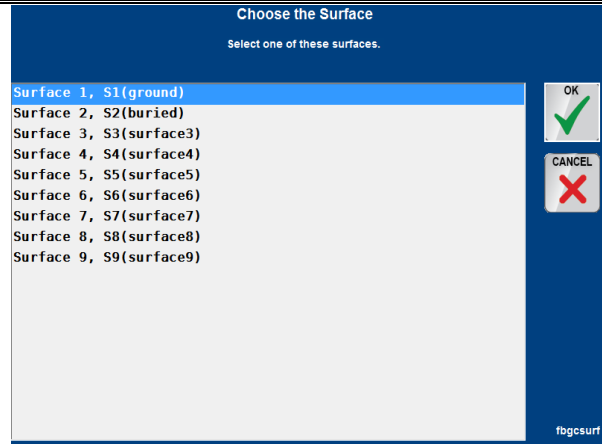 Choose the Surface
Select one of these surfaces.
Surface 1, S1(ground)
Surface 2, S2(buried)
Surface 3, S3(surface3)
Surface 4, S4(surface4)
Surface 5, S5(surface5)
Surface 6, S6(surface6)
Surface 7, S7(surface7)
Surface 8, S8(surface8)
Surface 9, S9(surface9)
OK
CANCEL
fbgcsurf